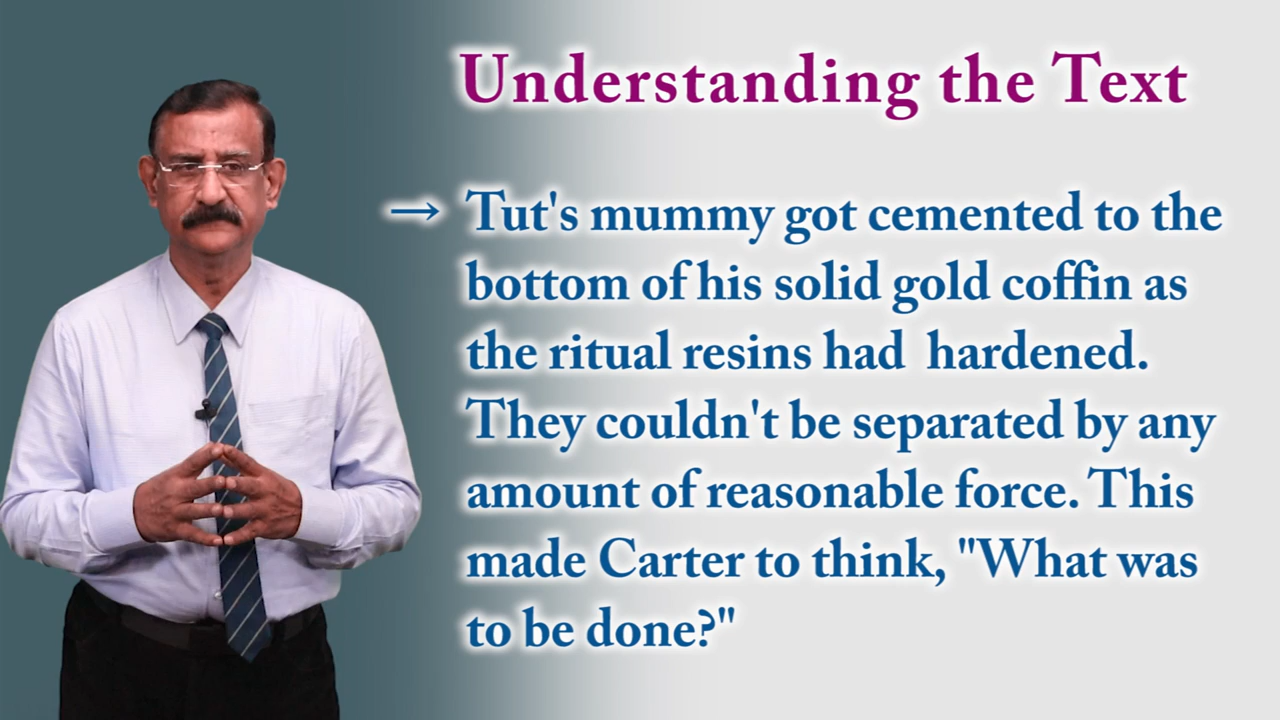 Understanding the Text
→ Tut's mummy got cemented to the
bottom of his solid gold coffin as
the ritual resins had  hardened.
They couldn't be separated by any
amount of reasonable force. This
made Carter to think, "What was
to be done?"